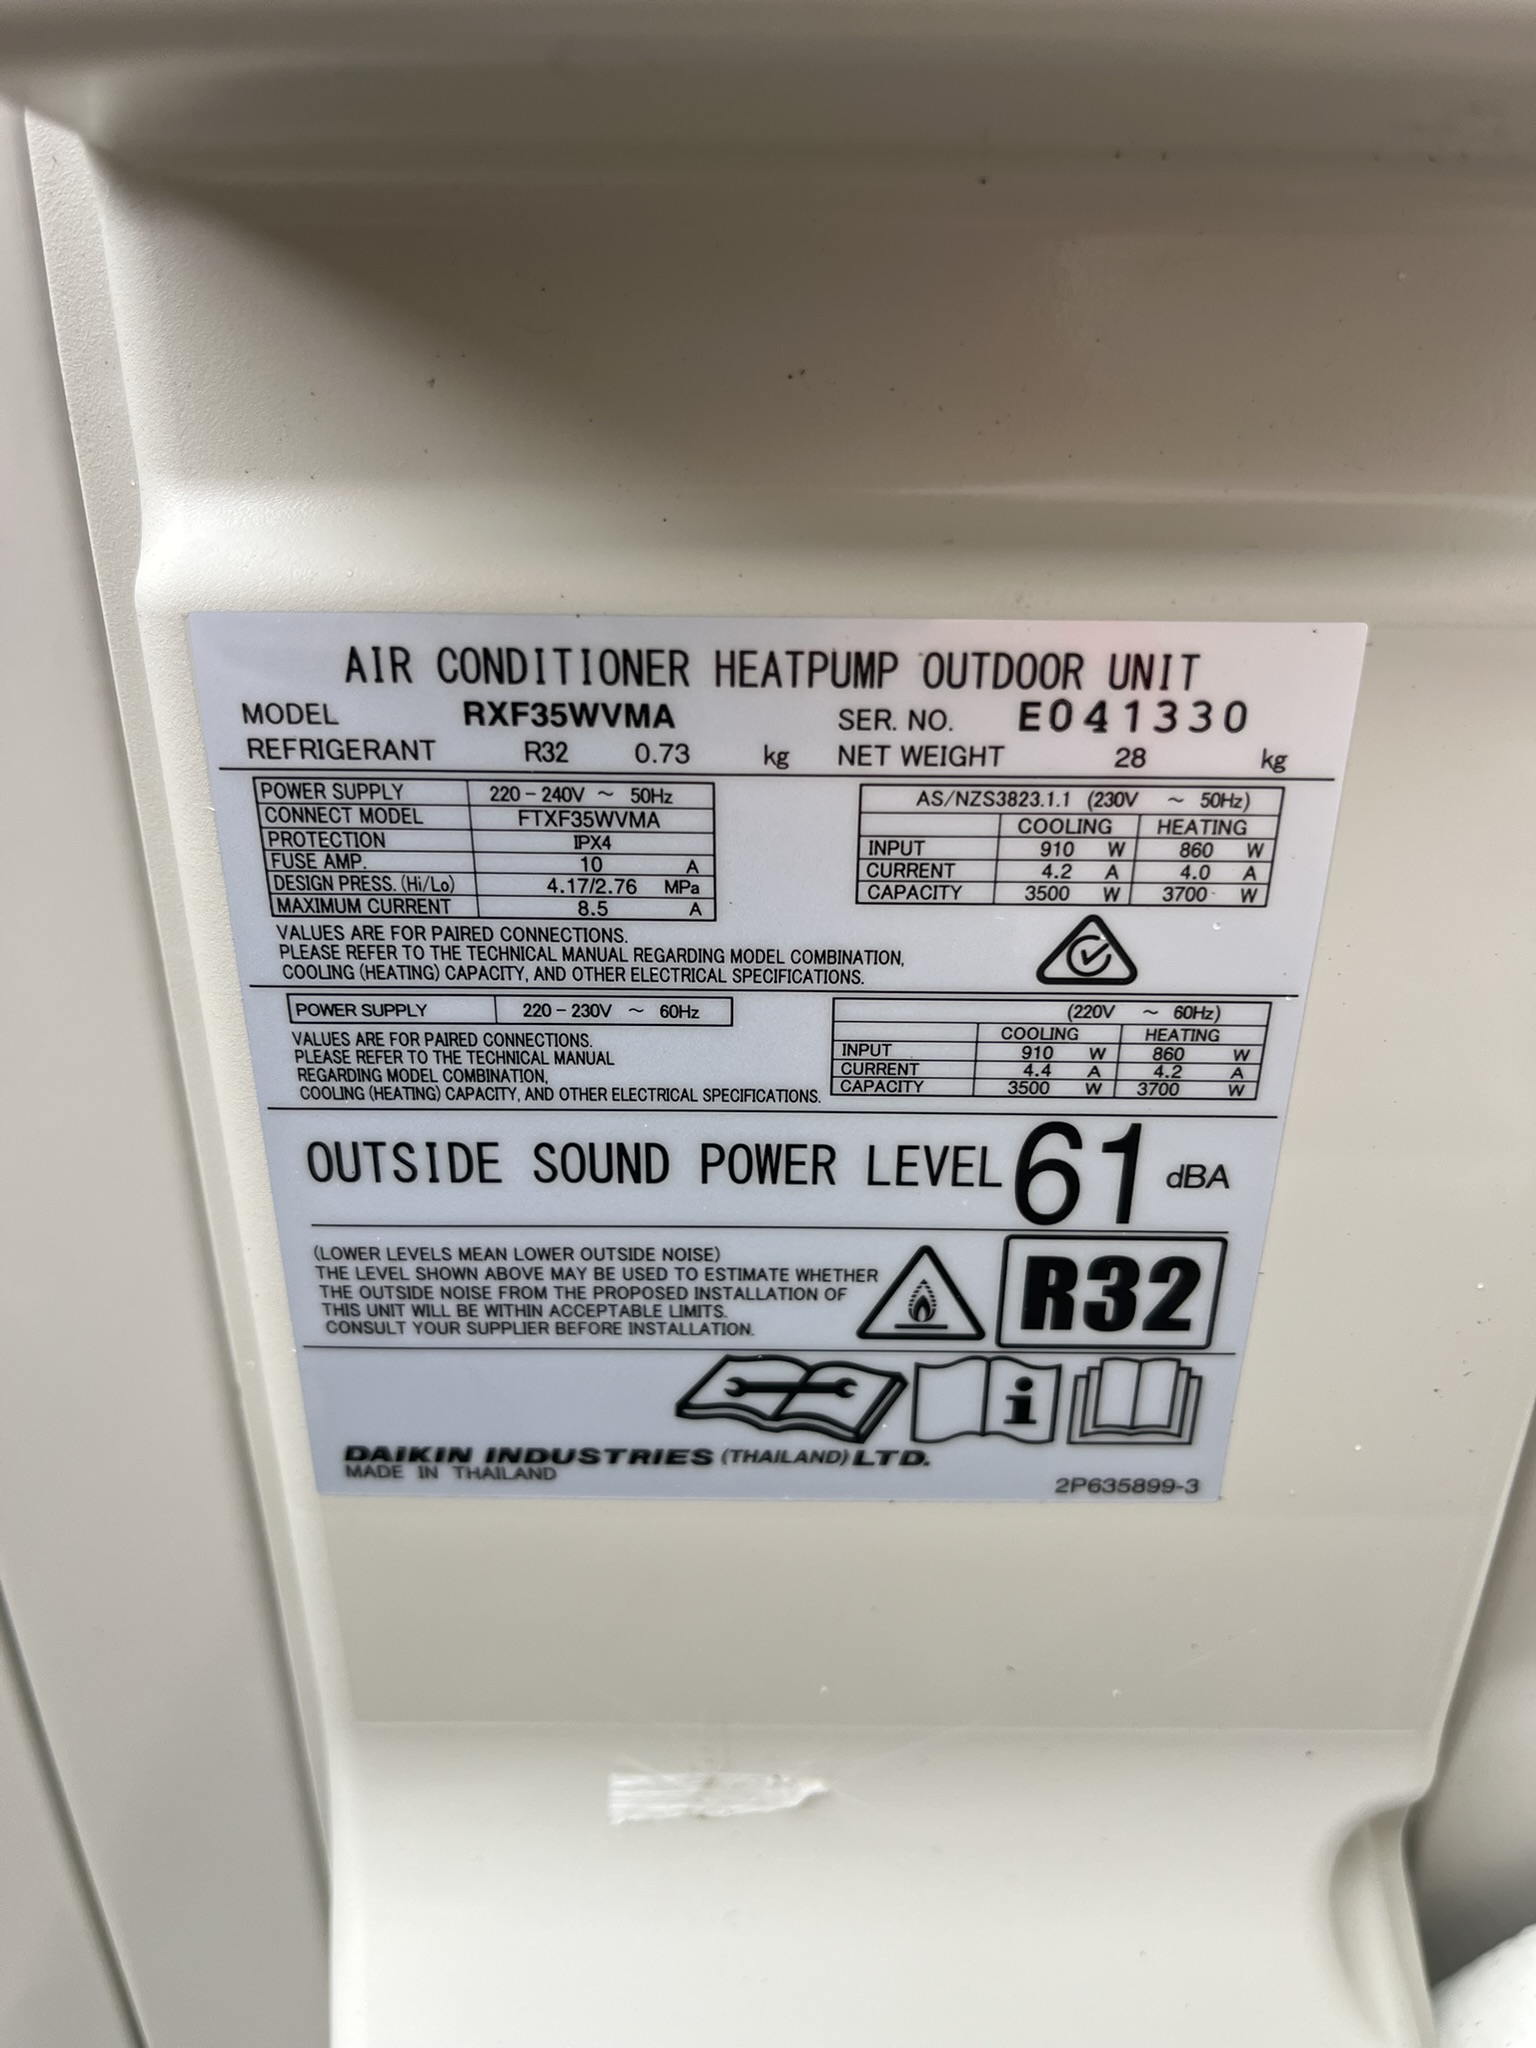 AIR CONDITIONER HEATPUMP OUTDOOR UNIT
MODEL RXF35WVMA SER. NO. E041330
REFRIGERANT R32 0.73 kg NET WEIGHT 28 kg
POWER SUPPLY 220-240V ~ 50Hz
CONNECT MODEL FTXF35WVMA
PROTECTION IPX4
FUSE AMP. 10 A
DESIGN PRESS. (Hi/Lo) 4.17/2.76 MPa
MAXIMUM CURRENT 8.5 A
AS/NZS3823.1.1 (230V ~ 50Hz)
COOLING HEATING
INPUT 910 W 860 W
CURRENT 4.2 A 4.0 A
CAPACITY 3500 W 3700 W
VALUES ARE FOR PAIRED CONNECTIONS.
PLEASE REFER TO THE TECHNICAL MANUAL REGARDING MODEL COMBINATION,
COOLING (HEATING) CAPACITY, AND OTHER ELECTRICAL SPECIFICATIONS.
POWER SUPPLY 220-230V ~ 60Hz
VALUES ARE FOR PAIRED CONNECTIONS.
PLEASE REFER TO THE TECHNICAL MANUAL
REGARDING MODEL COMBINATION,
COOLING (HEATING) CAPACITY, AND OTHER ELECTRICAL SPECIFICATIONS.
(220V ~ 60Hz)
COOLING HEATING
INPUT 910 W 860 W
CURRENT 4.4 A 4.2 A
CAPACITY 3500 W 3700 W
OUTSIDE SOUND POWER LEVEL 61 dBA
(LOWER LEVELS MEAN LOWER OUTSIDE NOISE)
THE LEVEL SHOWN ABOVE MAY BE USED TO ESTIMATE WHETHER
THE OUTSIDE NOISE FROM THE PROPOSED INSTALLATION OF
THIS UNIT WILL BE WITHIN ACCEPTABLE LIMITS.
CONSULT YOUR SUPPLIER BEFORE INSTALLATION.
R32
DAIKIN INDUSTRIES (THAILAND) LTD.
MADE IN THAILAND
2P635899-3